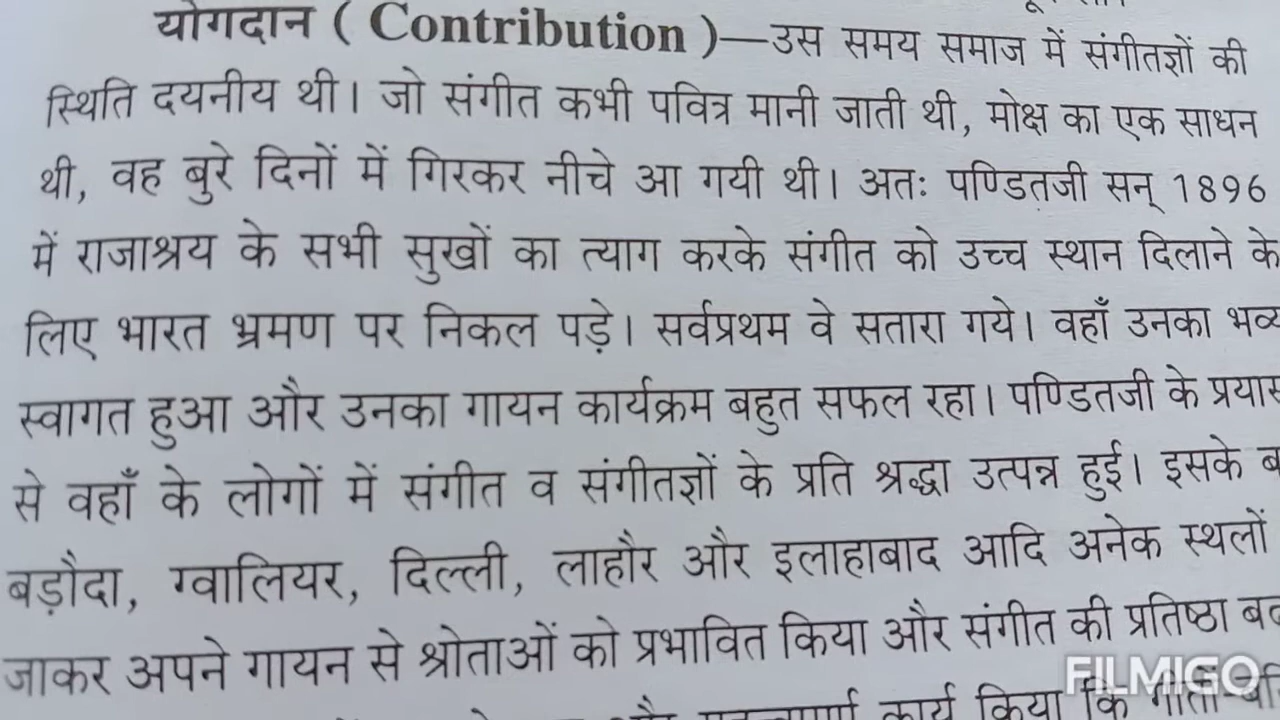 योगदान ( Contribution )—उस समय समाज में संगीतज्ञों की
स्थिति दयनीय थी। जो संगीत कभी पवित्र मानी जाती थी, मोक्ष का एक साधन
थी, वह बुरे दिनों में गिरकर नीचे आ गयी थी। अतः पण्डितजी सन् 1896
में राजाश्रय के सभी सुखों का त्याग करके संगीत को उच्च स्थान दिलाने के
लिए भारत भ्रमण पर निकल पड़े। सर्वप्रथम वे सतारा गये। वहाँ उनका
स्वागत हुआ और उनका गायन कार्यक्रम बहुत सफल रहा। पण्डितजी के
से वहाँ के लोगों में संगीत व संगीतज्ञों के प्रति श्रद्धा उत्पन्न हुई। इसके
बड़ौदा, ग्वालियर, दिल्ली, लाहौर और इलाहाबाद आदि अनेक स्थलों
जाकर अपने गायन से श्रोताओं को प्रभावित किया और संगीत की प्रतिष्ठा
कार्य किया कि
FILMIGO